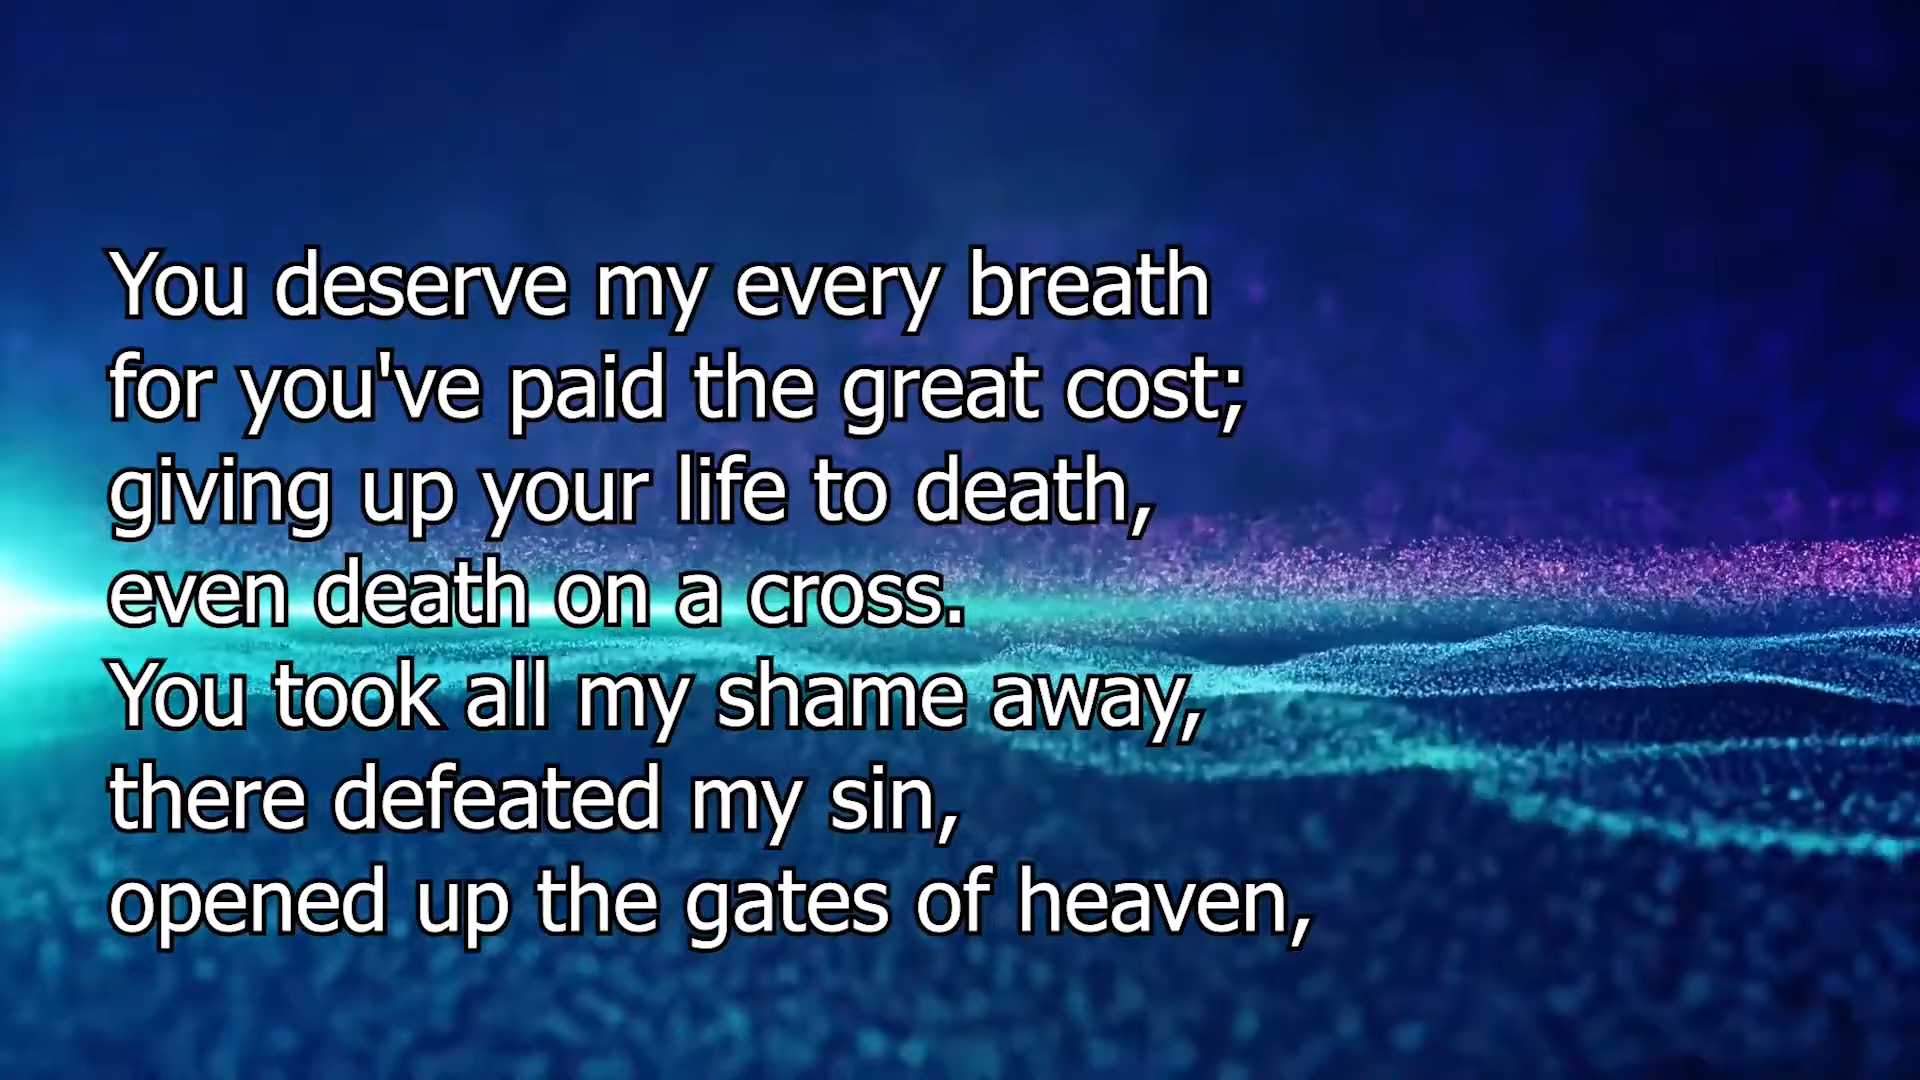 You deserve my every breath
for you've paid the great cost;
giving up your life to death,
even death on a cross.
You took all my shame away,
there defeated my sin,
opened up the gates of heaven,